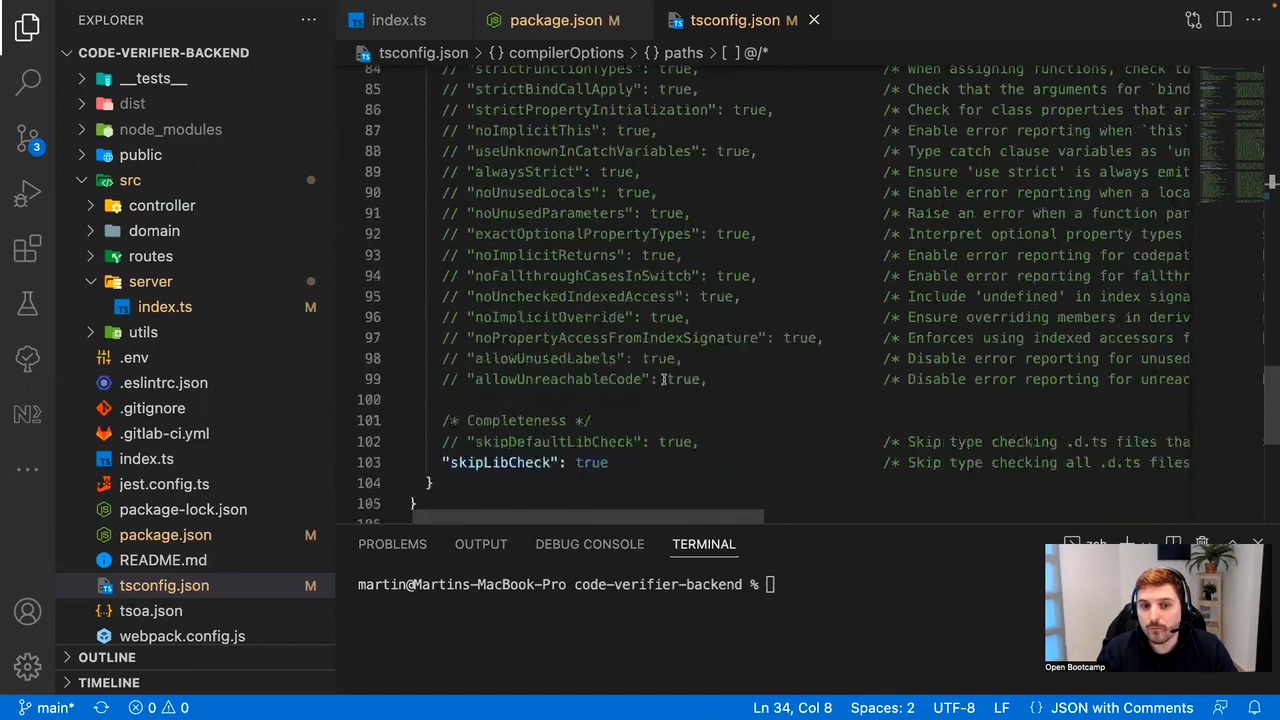 EXPLORER
CODE-VERIFIER-BACKEND
__tests__
dist
node_modules
public
src
controller
domain
routes
server
index.ts M
utils
.env
.eslintrc.json
.gitignore
.gitlab-ci.yml
index.ts
jest.config.ts
package-lock.json
package.json M
README.md
tsconfig.json M
tsoa.json
webpack.config.js
OUTLINE
TIMELINE
3
index.ts
package.json M
tsconfig.json M
tsconfig.json > {} compilerOptions > {} paths > [ ] @/*
84 // "strictFunctionTypes": true, /* When assigning functions, check to
85 // "strictBindCallApply": true, /* Check that the arguments for `bind
86 // "strictPropertyInitialization": true, /* Check for class properties that ar
87 // "noImplicitThis": true, /* Enable error reporting when `this`
88 // "useUnknownInCatchVariables": true, /* Type catch clause variables as 'un
89 // "alwaysStrict": true, /* Ensure 'use strict' is always emit
90 // "noUnusedLocals": true, /* Enable error reporting when a loca
91 // "noUnusedParameters": true, /* Raise an error when a function par
92 // "exactOptionalPropertyTypes": true, /* Interpret optional property types
93 // "noImplicitReturns": true, /* Enable error reporting for codepat
94 // "noFallthroughCasesInSwitch": true, /* Enable error reporting for fallthr
95 // "noUncheckedIndexedAccess": true, /* Include 'undefined' in index signa
96 // "noImplicitOverride": true, /* Ensure overriding members in deriv
97 // "noPropertyAccessFromIndexSignature": true, /* Enforces using indexed accessors f
98 // "allowUnusedLabels": true, /* Disable error reporting for unused
99 // "allowUnreachableCode": true, /* Disable error reporting for unreac
100
101 /* Completeness */
102 // "skipDefaultLibCheck": true, /* Skip type checking .d.ts files tha
103 "skipLibCheck": true /* Skip type checking all .d.ts files
104 }
105 }
PROBLEMS OUTPUT DEBUG CONSOLE TERMINAL
martin@Martins-MacBook-Pro code-verifier-backend %
Open Bootcamp
main* 0 0 Ln 34, Col 8 Spaces: 2 UTF-8 LF {} JSON with Comments